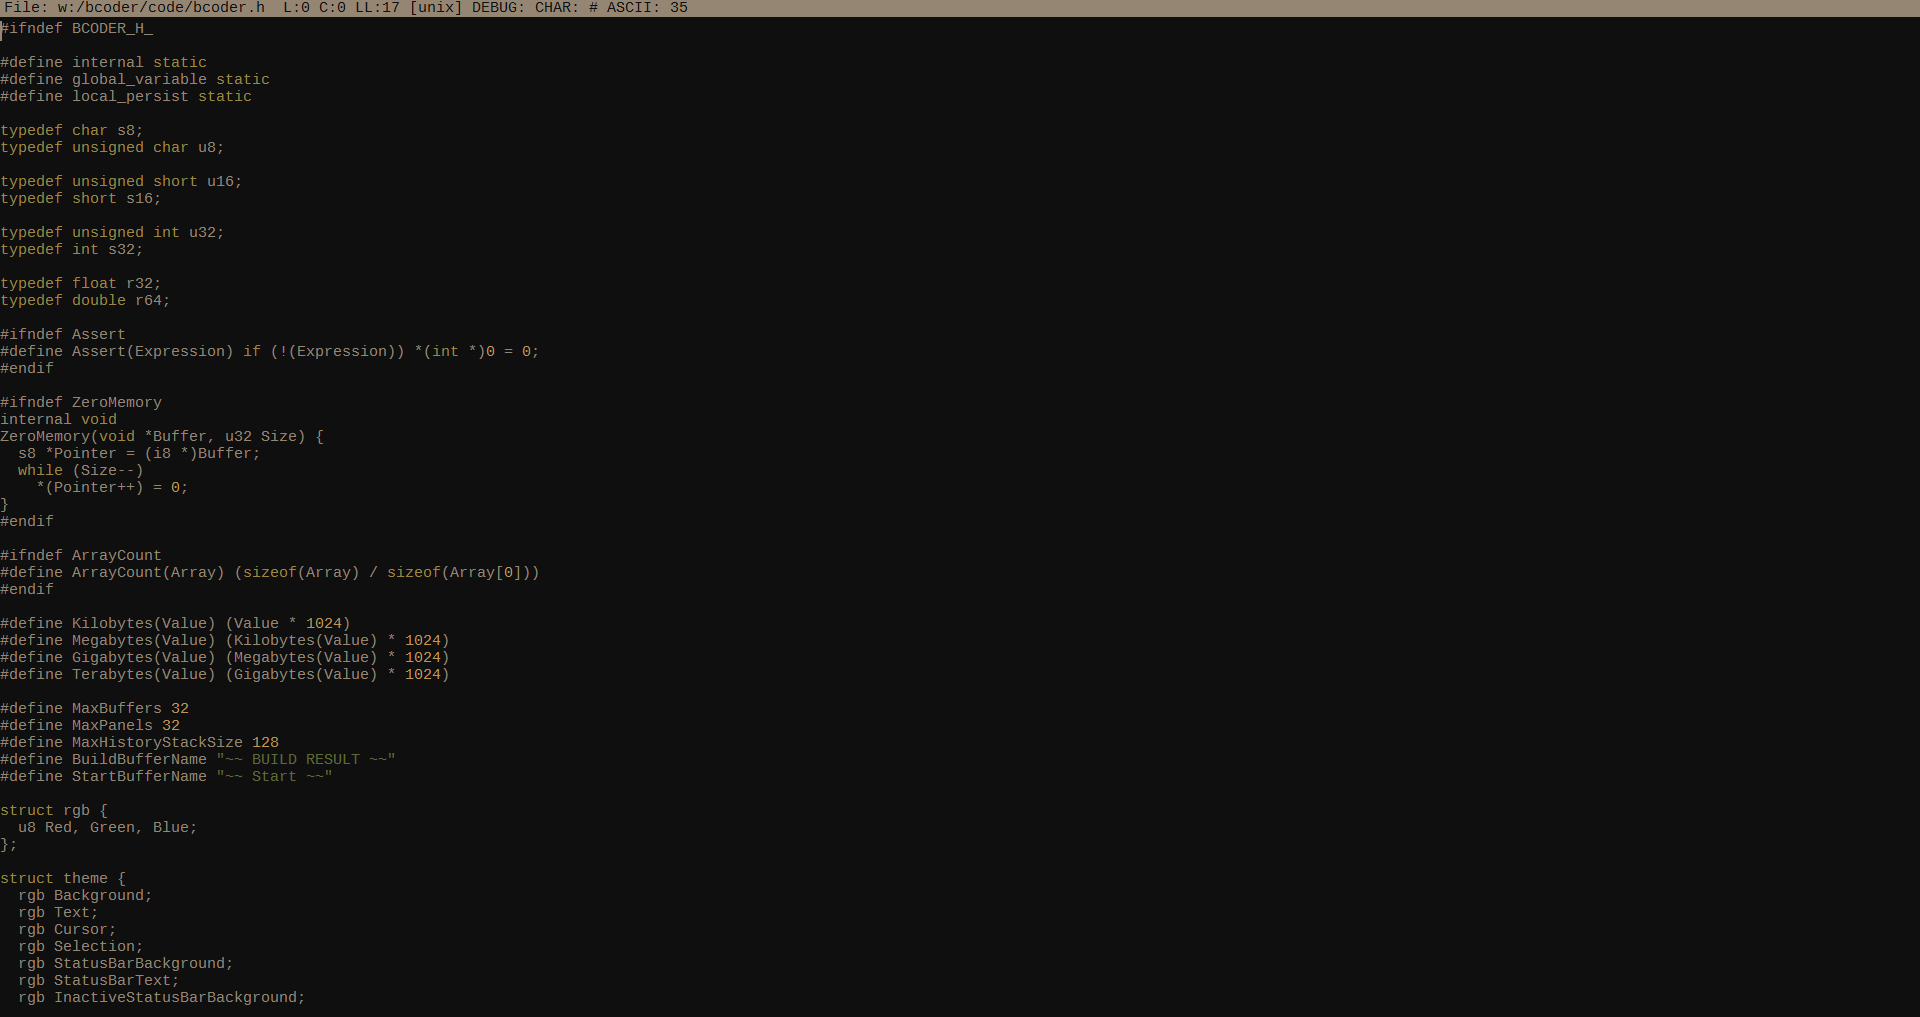 File: w:/bcoder/code/bcoder.h  L:0 C:0 LL:17 [unix] DEBUG: CHAR: # ASCII: 35
#ifndef BCODER_H_

#define internal static
#define global_variable static
#define local_persist static

typedef char s8;
typedef unsigned char u8;

typedef unsigned short u16;
typedef short s16;

typedef unsigned int u32;
typedef int s32;

typedef float r32;
typedef double r64;

#ifndef Assert
#define Assert(Expression) if (!(Expression)) *(int *)0 = 0;
#endif

#ifndef ZeroMemory
internal void
ZeroMemory(void *Buffer, u32 Size) {
  s8 *Pointer = (i8 *)Buffer;
  while (Size--)
    *(Pointer++) = 0;
}
#endif

#ifndef ArrayCount
#define ArrayCount(Array) (sizeof(Array) / sizeof(Array[0]))
#endif

#define Kilobytes(Value) (Value * 1024)
#define Megabytes(Value) (Kilobytes(Value) * 1024)
#define Gigabytes(Value) (Megabytes(Value) * 1024)
#define Terabytes(Value) (Gigabytes(Value) * 1024)

#define MaxBuffers 32
#define MaxPanels 32
#define MaxHistoryStackSize 128
#define BuildBufferName "~~ BUILD RESULT ~~"
#define StartBufferName "~~ Start ~~"

struct rgb {
  u8 Red, Green, Blue;
};

struct theme {
  rgb Background;
  rgb Text;
  rgb Cursor;
  rgb Selection;
  rgb StatusBarBackground;
  rgb StatusBarText;
  rgb InactiveStatusBarBackground;